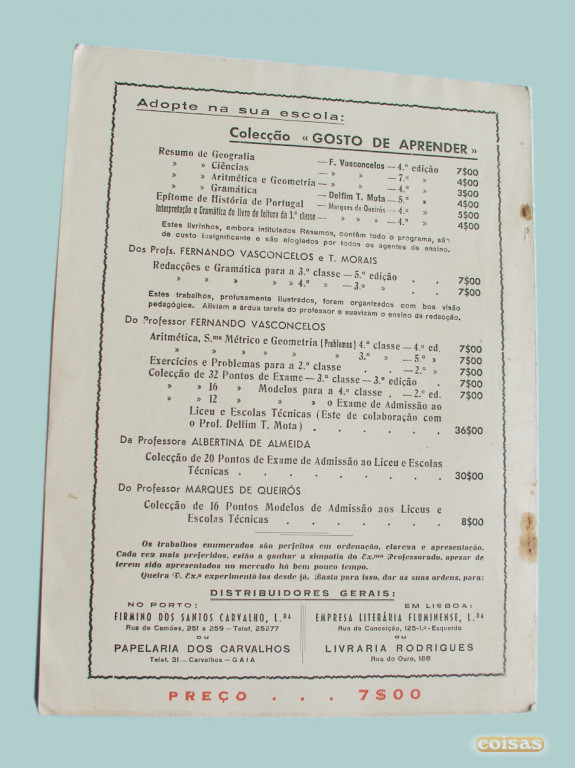 Adopte na sua escola:
Colecção « GOSTO DE APRENDER »
Resumo de Geografia — F. Vasconcelos — 4.ª edição 7$00
» » Ciências — » » — 7.ª » 4$00
» » Aritmética e Geometria — » » — 4.ª » 3$00
» » Gramática — Delfim T. Mota — 5.ª » 4$00
Epítome de História de Portugal — Marques de Queirós — 4.ª » 5$00
Interpretação e Gramática do livro de leitura da 3.ª classe — » » » — 4.ª » 4$00
Estes livrinhos, embora intitulados Resumos, contêm todo o programa, são
de custo insignificante e são elogiados por todos os agentes de ensino.
Dos Profs. FERNANDO VASCONCELOS e T. MORAIS
Redacções e Gramática para a 3.ª classe — 5.ª edição . . 7$00
» » » » » 4.ª » — 3.ª » . . 7$00
Estes trabalhos, profusamente ilustrados, foram organizados com boa visão
pedagógica. Aliviam a árdua tarefa do professor e suavizam o ensino da redacção.
Do Professor FERNANDO VASCONCELOS
Aritmética, S.ma Métrico e Geometria (Problemas) 4.ª classe — 4.ª ed. 7$00
» » » » » » 3.ª » — 5.ª » 7$00
Exercícios e Problemas para a 2.ª classe . . — 2.ª » 7$00
Colecção de 32 Pontos de Exame — 3.ª classe — 3.ª edição . 7$00
» » 16 » Modelos para a 4.ª classe . — 2.ª ed. 7$00
» » 12 » » » o Exame de Admissão ao
Liceu e Escolas Técnicas (Este de colaboração com
o Prof. Delfim T. Mota) . . . . . 36$00
Da Professora ALBERTINA DE ALMEIDA
Colecção de 20 Pontos de Exame de Admissão ao Liceu e Escolas
Técnicas . . . . . . . . 30$00
Do Professor MARQUES DE QUEIRÓS
Colecção de 16 Pontos Modelos de Admissão aos Liceus e
Escolas Técnicas . . . . . . 8$00
Os trabalhos enumerados são perfeitos em ordenação, clareza e apresentação.
Cada vez mais preferidos, estão a ganhar a simpatia do Ex.mo Professorado, apesar de
terem sido apresentados no mercado há bem pouco tempo.
Queira V. Ex.ª experimentá-los desde já. Basta para isso, dar as suas ordens, para:
DISTRIBUIDORES GERAIS:
NO PORTO:
FIRMINO DOS SANTOS CARVALHO, L.DA
Rua de Camões, 251 a 259 — Telef. 25277
ou
PAPELARIA DOS CARVALHOS
Telef. 31 — Carvalhos — GAIA
EM LISBOA:
EMPRESA LITERÁRIA FLUMINENSE, L.DA
Rua da Conceição, 125-1.º-Esquerdo
ou
LIVRARIA RODRIGUES
Rua do Ouro, 188
PREÇO . . . 7$00
coisas